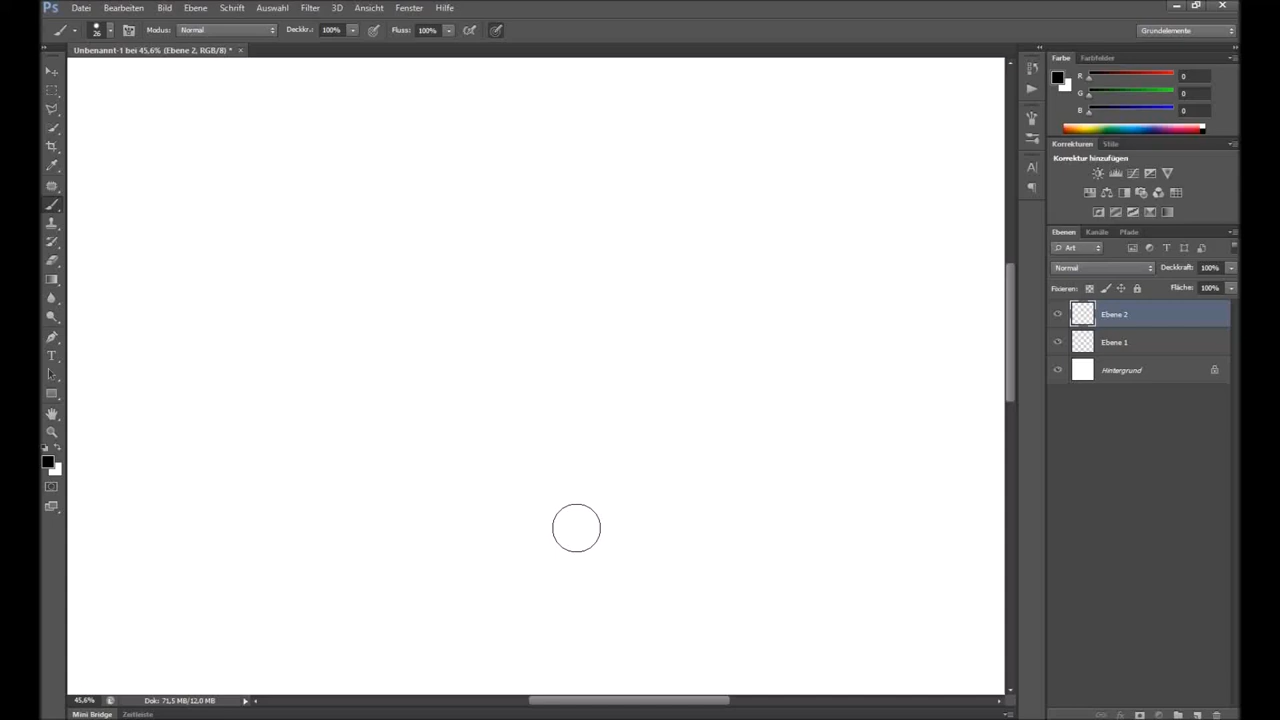 Ps Datei Bearbeiten Bild Ebene Schrift Auswahl Filter 3D Ansicht Fenster Hilfe
26 Modus: Normal Deckkr.: 100% Fluss: 100% Grundelemente
Unbenannt-1 bei 45,6% (Ebene 2, RGB/8) * ×
Farbe Farbfelder
R 0
G 0
B 0
Korrekturen Stile
Korrektur hinzufügen
Ebenen Kanäle Pfade
Art
Normal Deckkraft: 100%
Fixieren: Fläche: 100%
Ebene 2
Ebene 1
Hintergrund
45,6% Dok: 71,5 MB/12,0 MB
Mini Bridge Zeitleiste